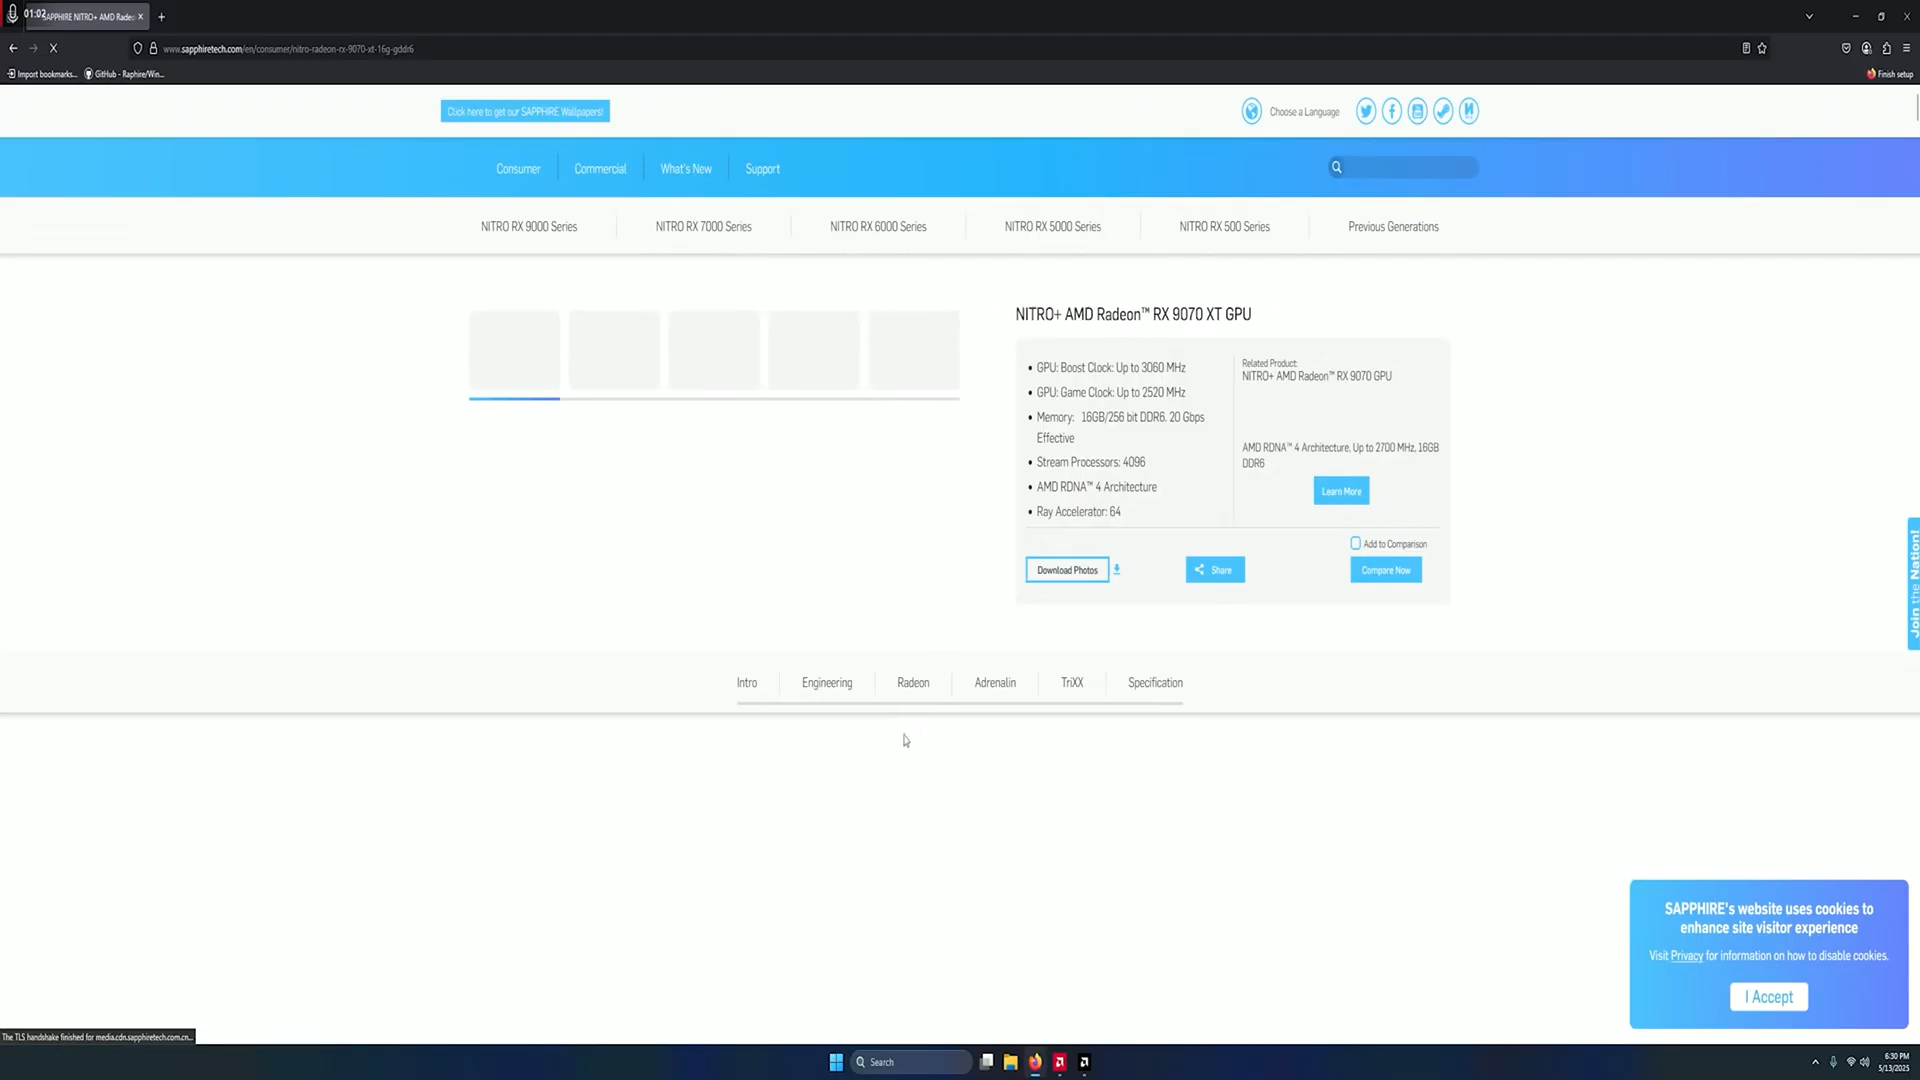 01:02
SAPPHIRE NITRO+ AMD Radeo
www.sapphiretech.com/en/consumer/nitro-radeon-rx-9070-xt-16g-gddr6
Import bookmarks... GitHub - Raphire/Win...
Finish setup
Click here to get our SAPPHIRE Wallpapers!
Choose a Language
Consumer Commercial What's New Support
NITRO RX 9000 Series NITRO RX 7000 Series NITRO RX 6000 Series NITRO RX 5000 Series NITRO RX 500 Series Previous Generations
NITRO+ AMD Radeon™ RX 9070 XT GPU
• GPU: Boost Clock: Up to 3060 MHz
• GPU: Game Clock: Up to 2520 MHz
• Memory: 16GB/256 bit DDR6. 20 Gbps
Effective
• Stream Processors: 4096
• AMD RDNA™ 4 Architecture
• Ray Accelerator: 64
Related Product:
NITRO+ AMD Radeon™ RX 9070 GPU
AMD RDNA™ 4 Architecture, Up to 2700 MHz, 16GB
DDR6
Learn More
Add to Comparison
Download Photos Share Compare Now
Join the Nation!
Intro Engineering Radeon Adrenalin TriXX Specification
SAPPHIRE's website uses cookies to
enhance site visitor experience
Visit Privacy for information on how to disable cookies.
I Accept
The TLS handshake finished for media.cdn.sapphiretech.com.cn...
Search
6:30 PM
5/13/2025